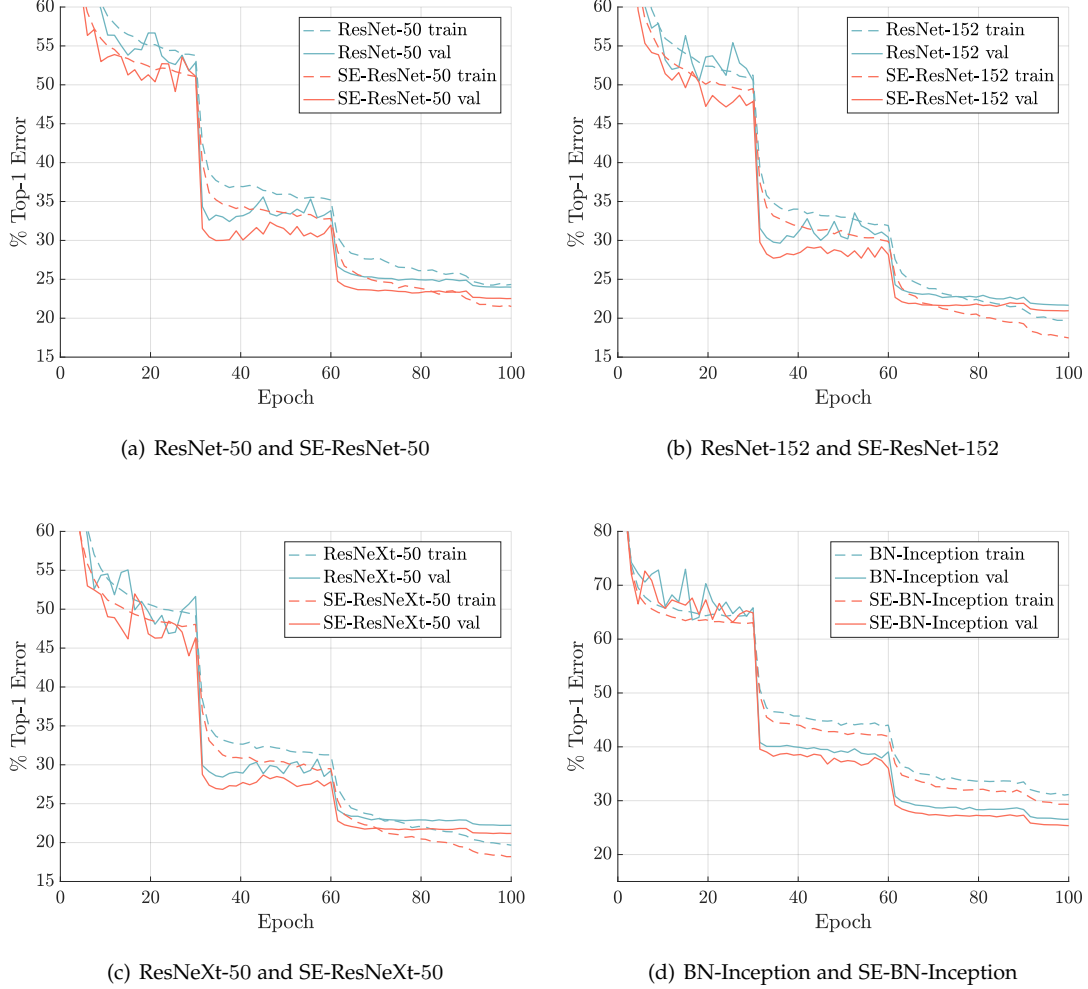 60
55
50
45
40
35
30
25
20
15
% Top-1 Error
0 20 40 60 80 100
Epoch
ResNet-50 train
ResNet-50 val
SE-ResNet-50 train
SE-ResNet-50 val
(a) ResNet-50 and SE-ResNet-50
60
55
50
45
40
35
30
25
20
15
% Top-1 Error
0 20 40 60 80 100
Epoch
ResNet-152 train
ResNet-152 val
SE-ResNet-152 train
SE-ResNet-152 val
(b) ResNet-152 and SE-ResNet-152
60
55
50
45
40
35
30
25
20
15
% Top-1 Error
0 20 40 60 80 100
Epoch
ResNeXt-50 train
ResNeXt-50 val
SE-ResNeXt-50 train
SE-ResNeXt-50 val
(c) ResNeXt-50 and SE-ResNeXt-50
80
70
60
50
40
30
20
% Top-1 Error
0 20 40 60 80 100
Epoch
BN-Inception train
BN-Inception val
SE-BN-Inception train
SE-BN-Inception val
(d) BN-Inception and SE-BN-Inception